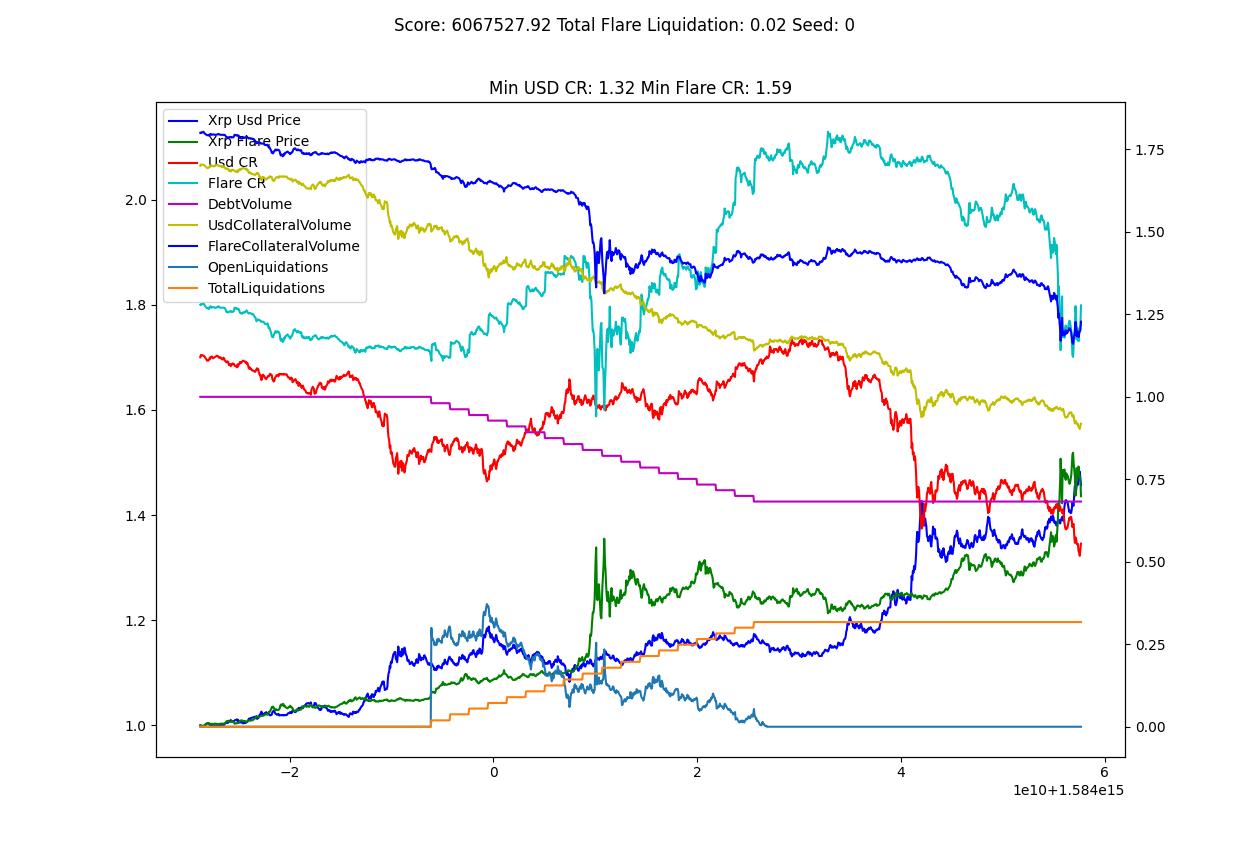 Score: 6067527.92 Total Flare Liquidation: 0.02 Seed: 0
Min USD CR: 1.32 Min Flare CR: 1.59
Xrp Usd Price
Xrp Flare Price
Usd CR
Flare CR
DebtVolume
UsdCollateralVolume
FlareCollateralVolume
OpenLiquidations
TotalLiquidations
2.0
1.8
1.6
1.4
1.2
1.0
1.75
1.50
1.25
1.00
0.75
0.50
0.25
0.00
−2
0
2
4
6
1e10+1.584e15